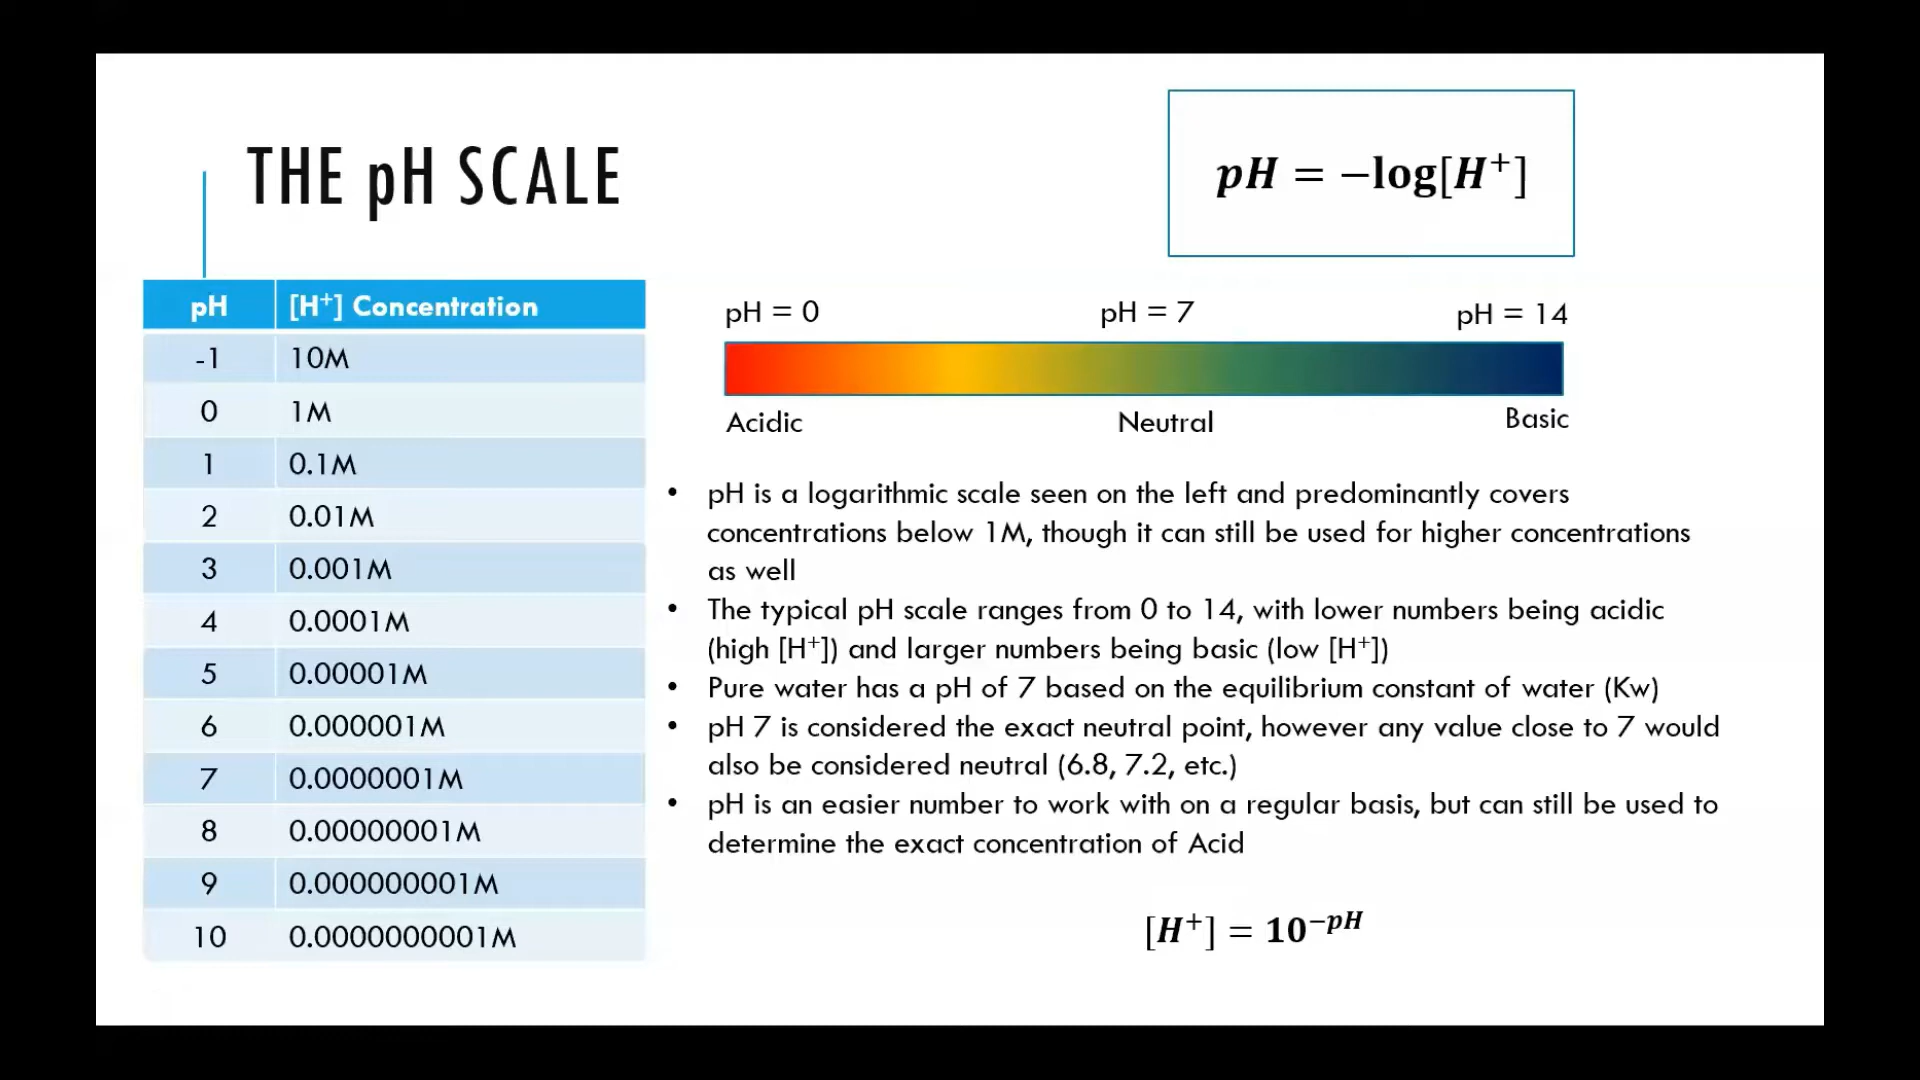 THE pH SCALE
pH = −log[H⁺]
pH [H⁺] Concentration
-1 10M
0 1M
1 0.1M
2 0.01M
3 0.001M
4 0.0001M
5 0.00001M
6 0.000001M
7 0.0000001M
8 0.00000001M
9 0.000000001M
10 0.0000000001M
pH = 0 pH = 7 pH = 14
Acidic Neutral Basic
• pH is a logarithmic scale seen on the left and predominantly covers
concentrations below 1M, though it can still be used for higher concentrations
as well
• The typical pH scale ranges from 0 to 14, with lower numbers being acidic
(high [H⁺]) and larger numbers being basic (low [H⁺])
• Pure water has a pH of 7 based on the equilibrium constant of water (Kw)
• pH 7 is considered the exact neutral point, however any value close to 7 would
also be considered neutral (6.8, 7.2, etc.)
• pH is an easier number to work with on a regular basis, but can still be used to
determine the exact concentration of Acid
[H⁺] = 10⁻ᵖᴴ